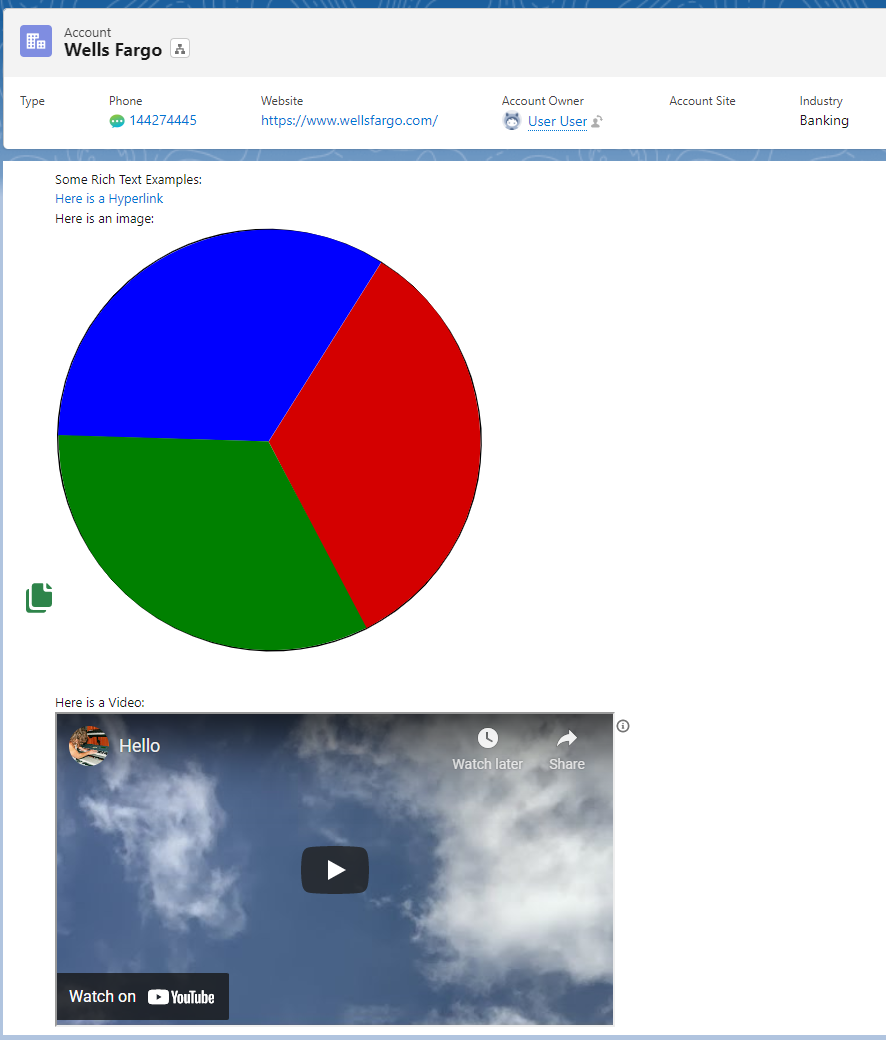 Account
Wells Fargo
Type Phone Website Account Owner Account Site Industry
144274445 https://www.wellsfargo.com/ User User Banking
Some Rich Text Examples:
Here is a Hyperlink
Here is an image:
Here is a Video:
Hello
Watch later Share
Watch on YouTube